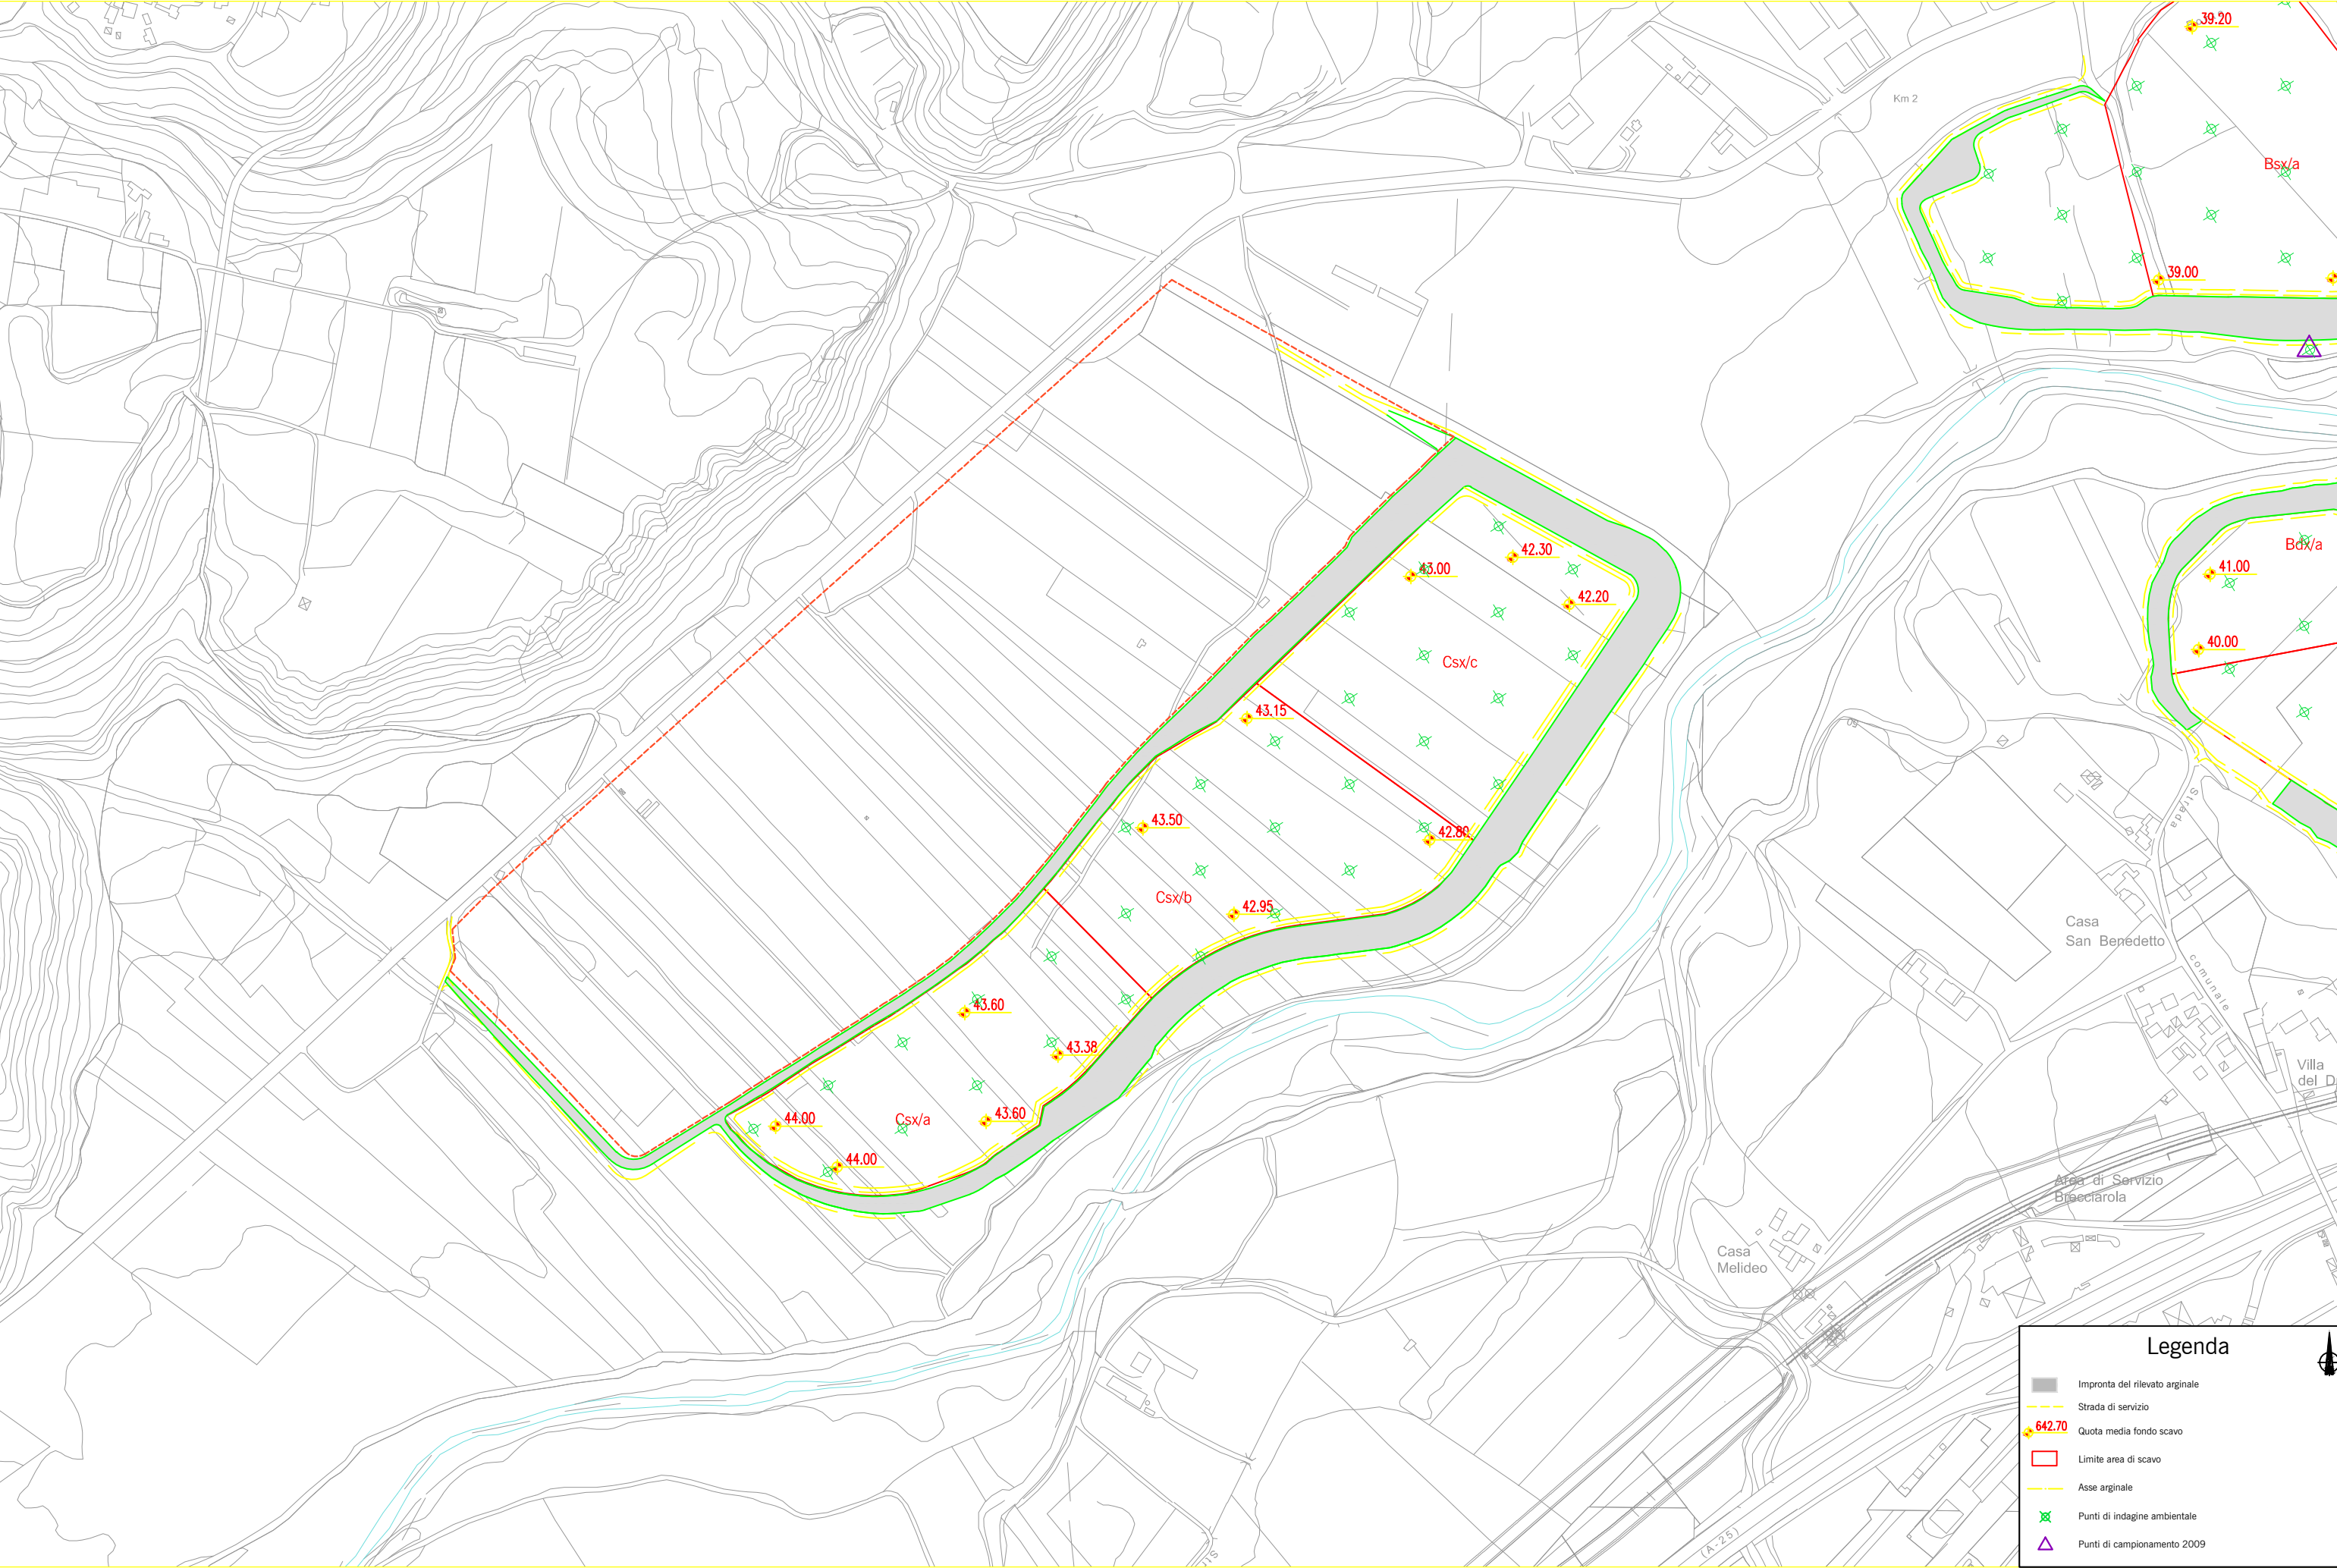 39.20
Km 2
Bsx/a
39.00
42.30
43.00
42.20
Bdx/a
41.00
40.00
Csx/c
43.15
50
Strada
43.50
42.80
Csx/b
42.95
Casa
San Benedetto
comunale
43.60
43.38
Villa
del D
44.00
Csx/a
43.60
44.00
Area di Servizio
Brecciarola
Casa
Melideo
(A-25)
Legenda
Impronta del rilevato arginale
Strada di servizio
642.70 Quota media fondo scavo
Limite area di scavo
Asse arginale
Punti di indagine ambientale
Punti di campionamento 2009